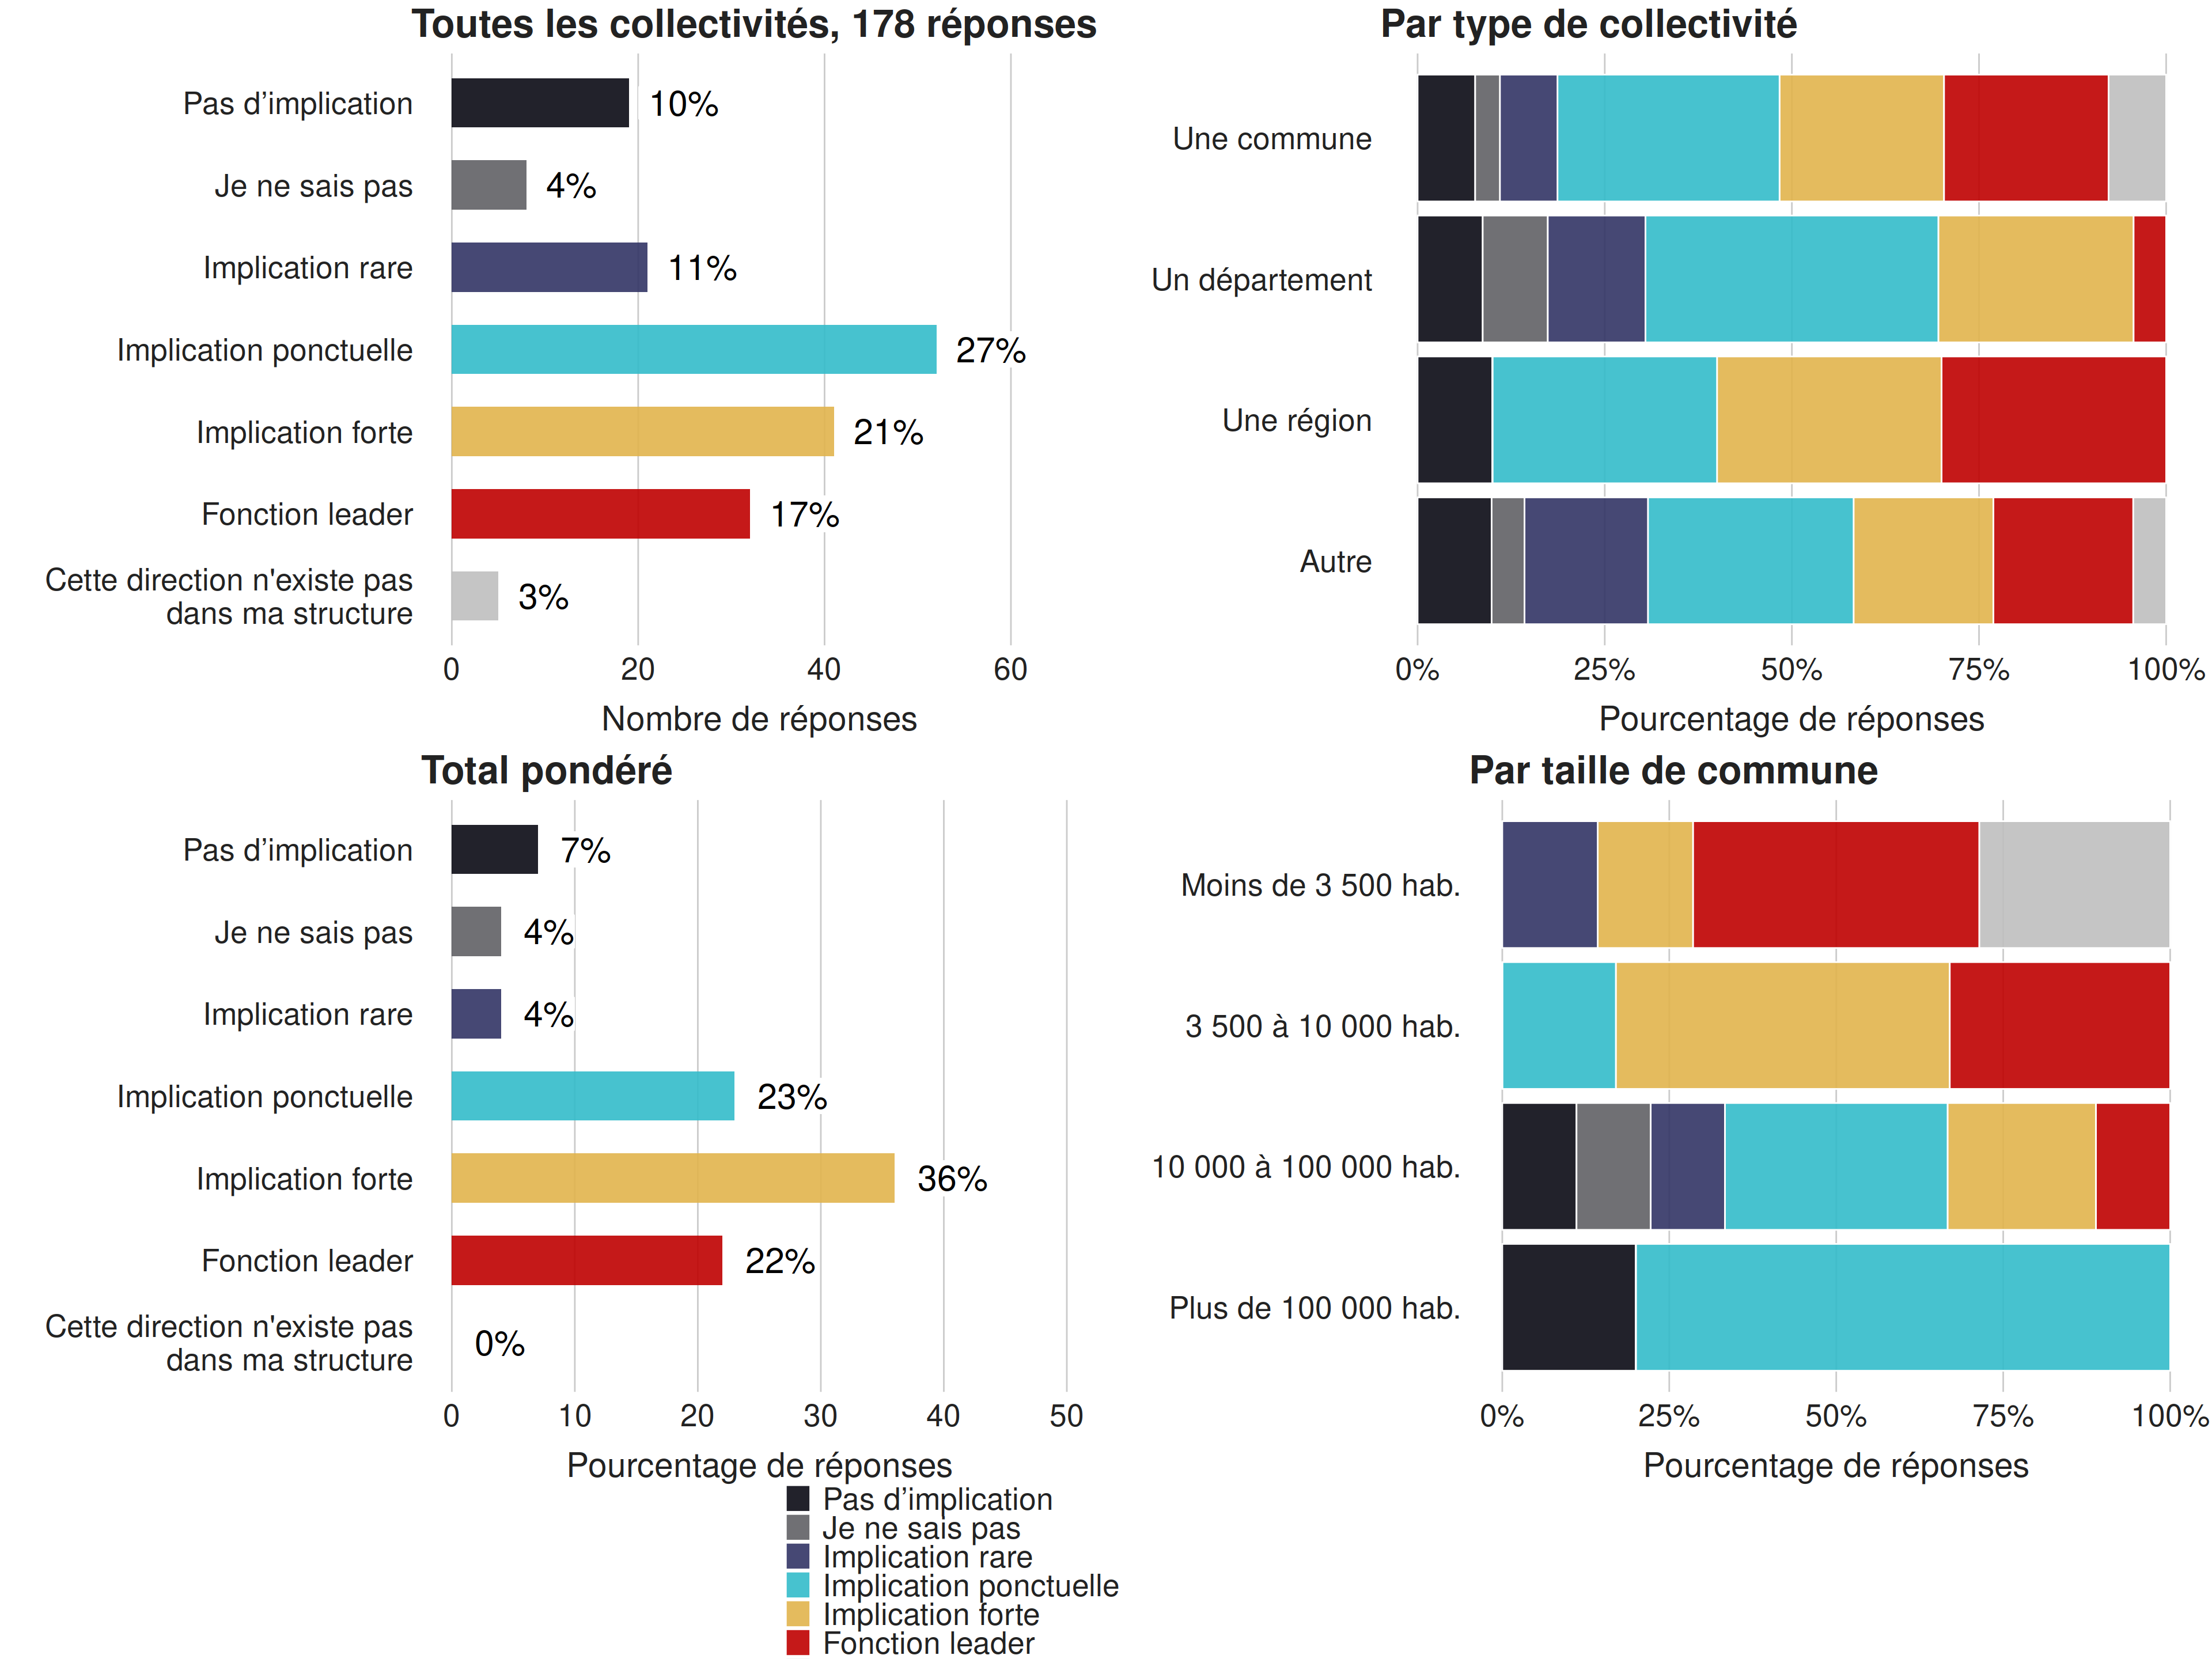 Toutes les collectivités, 178 réponses
Pas d’implication
10%
Je ne sais pas
4%
Implication rare
11%
Implication ponctuelle
27%
Implication forte
21%
Fonction leader
17%
Cette direction n'existe pas
dans ma structure
3%
0 20 40 60
Nombre de réponses
Par type de collectivité
Une commune
Un département
Une région
Autre
0% 25% 50% 75% 100%
Pourcentage de réponses
Total pondéré
Pas d’implication
7%
Je ne sais pas
4%
Implication rare
4%
Implication ponctuelle
23%
Implication forte
36%
Fonction leader
22%
Cette direction n'existe pas
dans ma structure
0%
0 10 20 30 40 50
Pourcentage de réponses
Par taille de commune
Moins de 3 500 hab.
3 500 à 10 000 hab.
10 000 à 100 000 hab.
Plus de 100 000 hab.
0% 25% 50% 75% 100%
Pourcentage de réponses
Pas d’implication
Je ne sais pas
Implication rare
Implication ponctuelle
Implication forte
Fonction leader